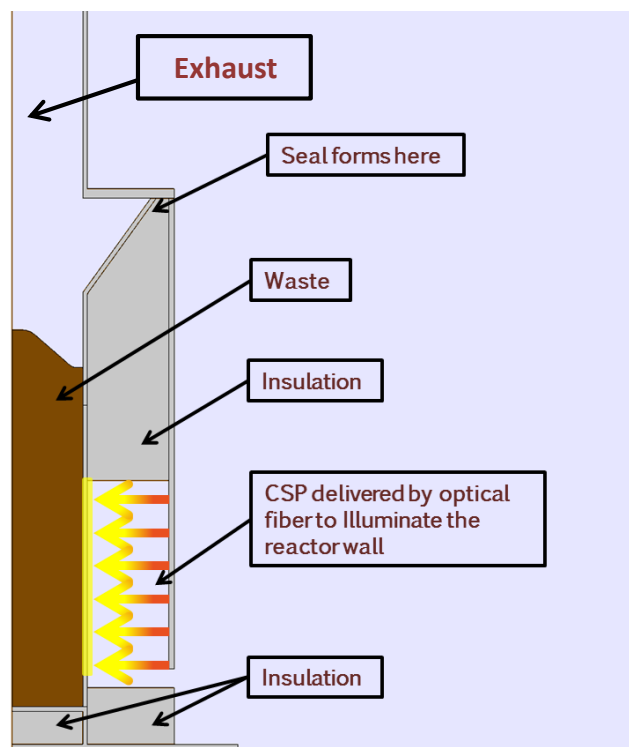 Exhaust
Seal forms here
Waste
Insulation
CSP delivered by optical
fiber to Illuminate the
reactor wall
Insulation